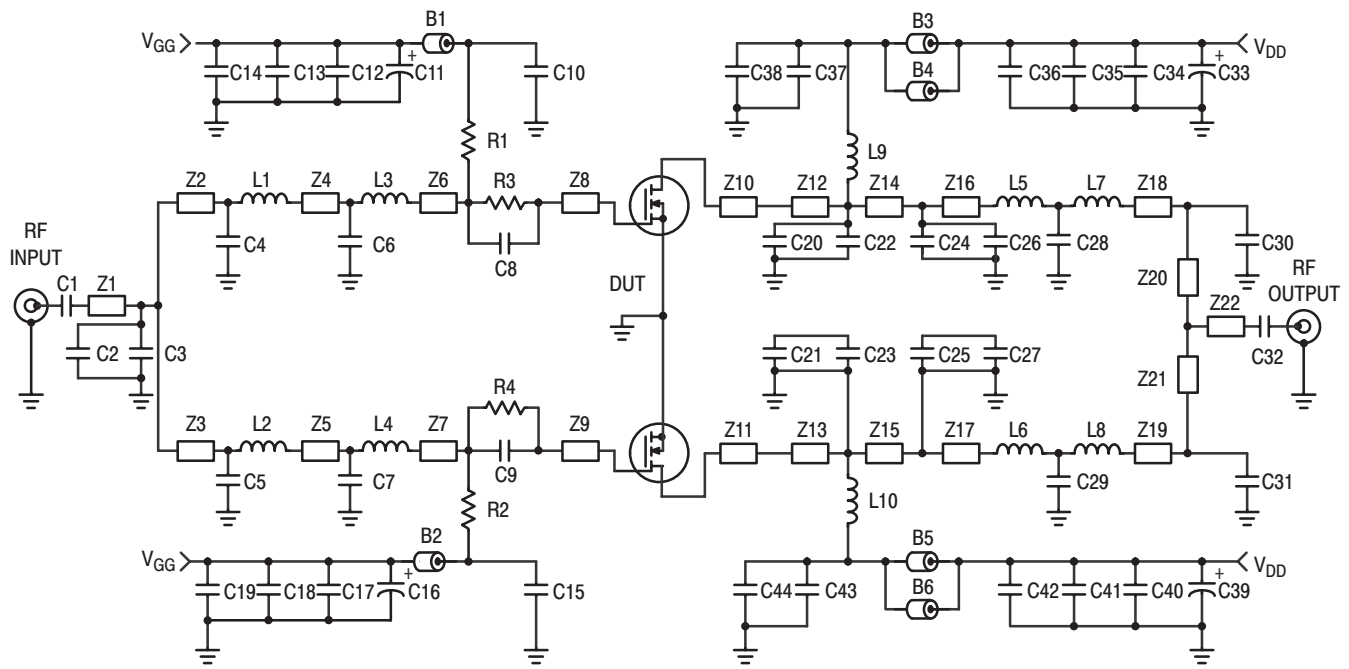 B1
B3
VGG
C14
C13
C12
+
C11
C10
C38
C37
B4
C36
C35
C34
+
C33
VDD
R1
L9
Z2
L1
Z4
L3
Z6
R3
Z8
Z10
Z12
Z14
Z16
L5
L7
Z18
C4
C6
C8
C20
C22
C24
C26
C28
C30
RF
INPUT
C1
Z1
C2
C3
DUT
Z20
Z22
RF
OUTPUT
C32
Z21
C21
C23
C25
C27
R4
Z3
L2
Z5
L4
Z7
Z9
Z11
Z13
Z15
Z17
L6
L8
Z19
C5
C7
C9
C29
C31
R2
L10
B2
B5
VGG
C19
C18
C17
+
C16
C15
C44
C43
B6
C42
C41
C40
+
C39
VDD